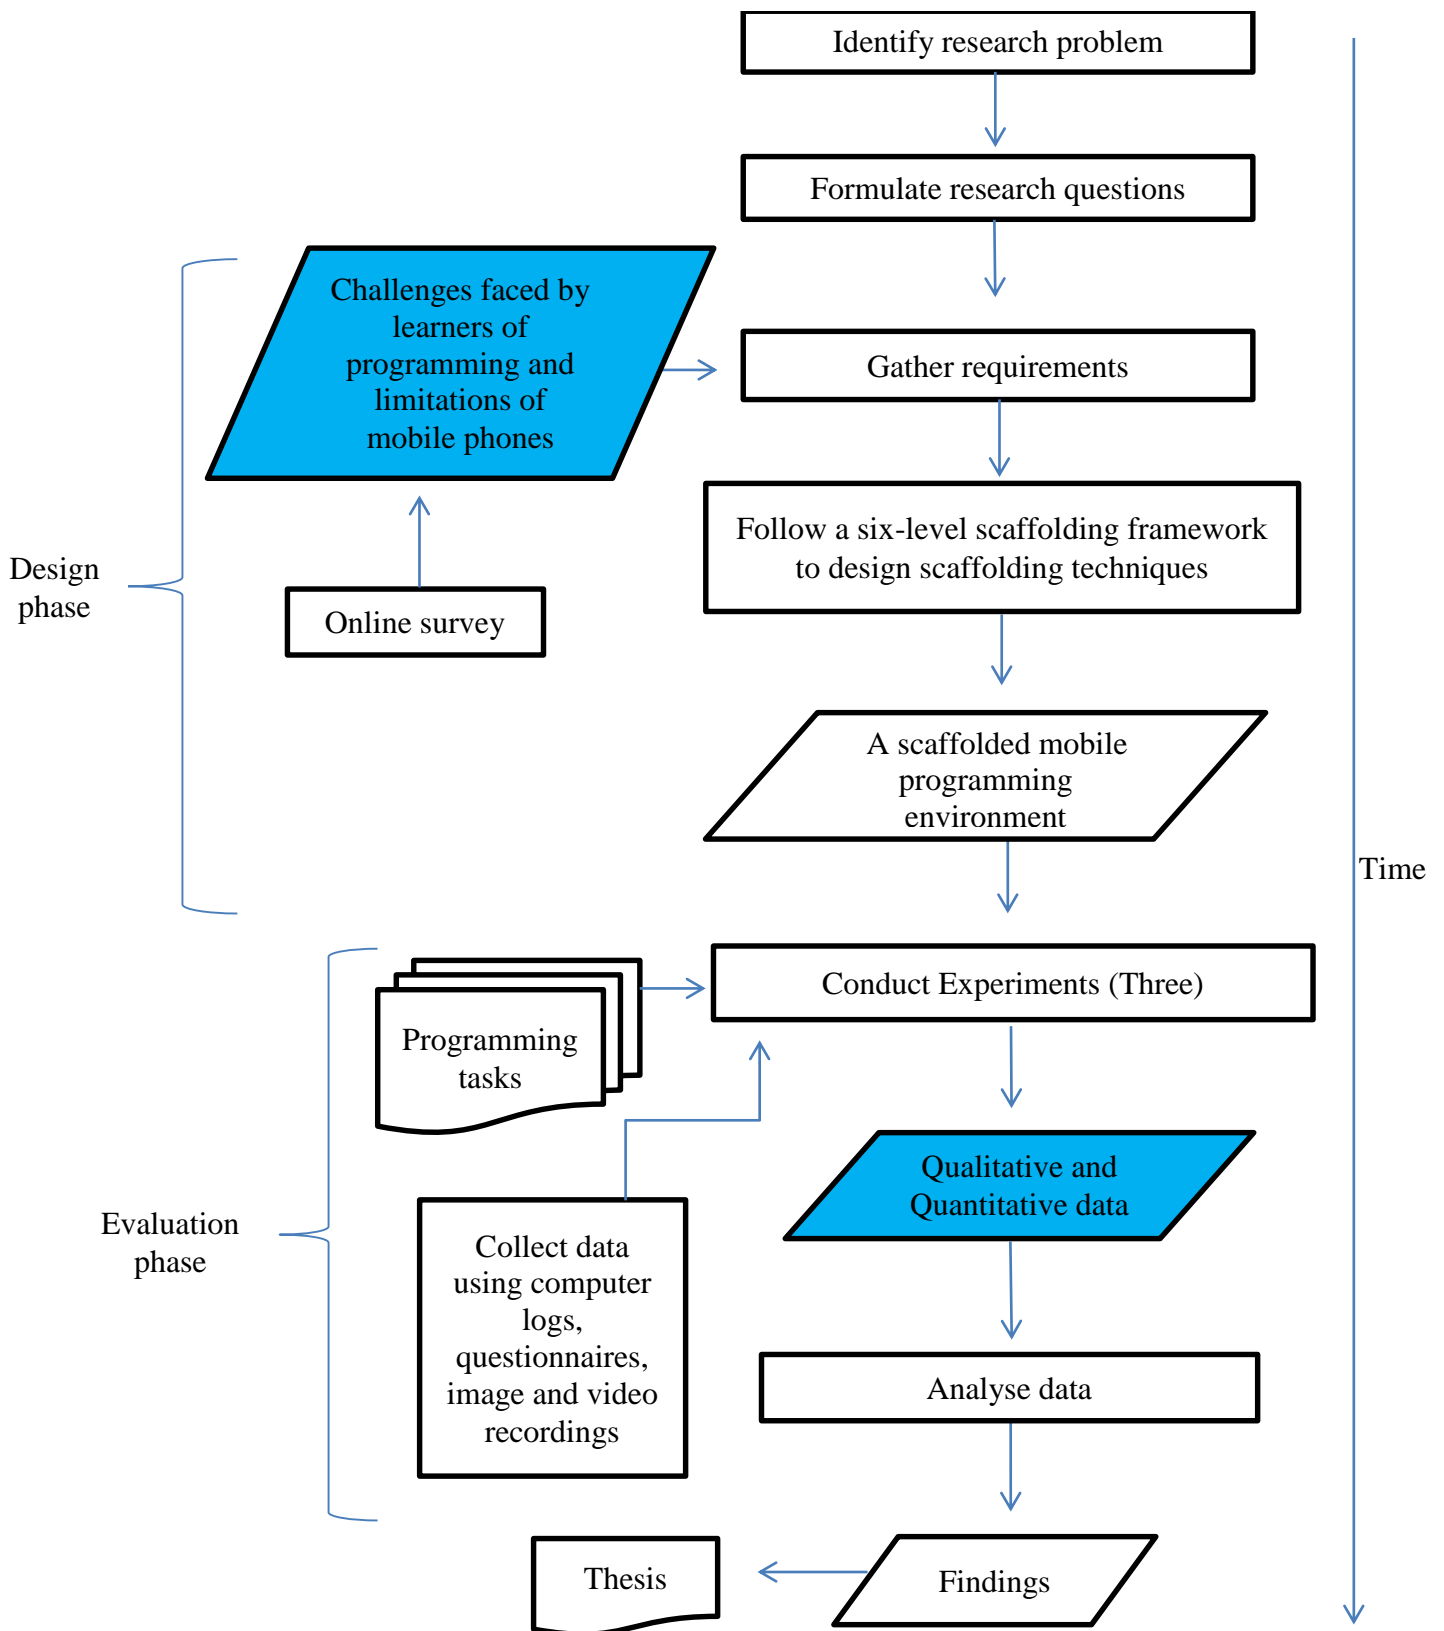 Identify research problem
Formulate research questions
Challenges faced by
learners of
programming and
limitations of
mobile phones
Gather requirements
Follow a six-level scaffolding framework
to design scaffolding techniques
Design
phase
Online survey
A scaffolded mobile
programming
environment
Time
Conduct Experiments (Three)
Programming
tasks
Qualitative and
Quantitative data
Evaluation
phase
Collect data
using computer
logs,
questionnaires,
image and video
recordings
Analyse data
Thesis
Findings